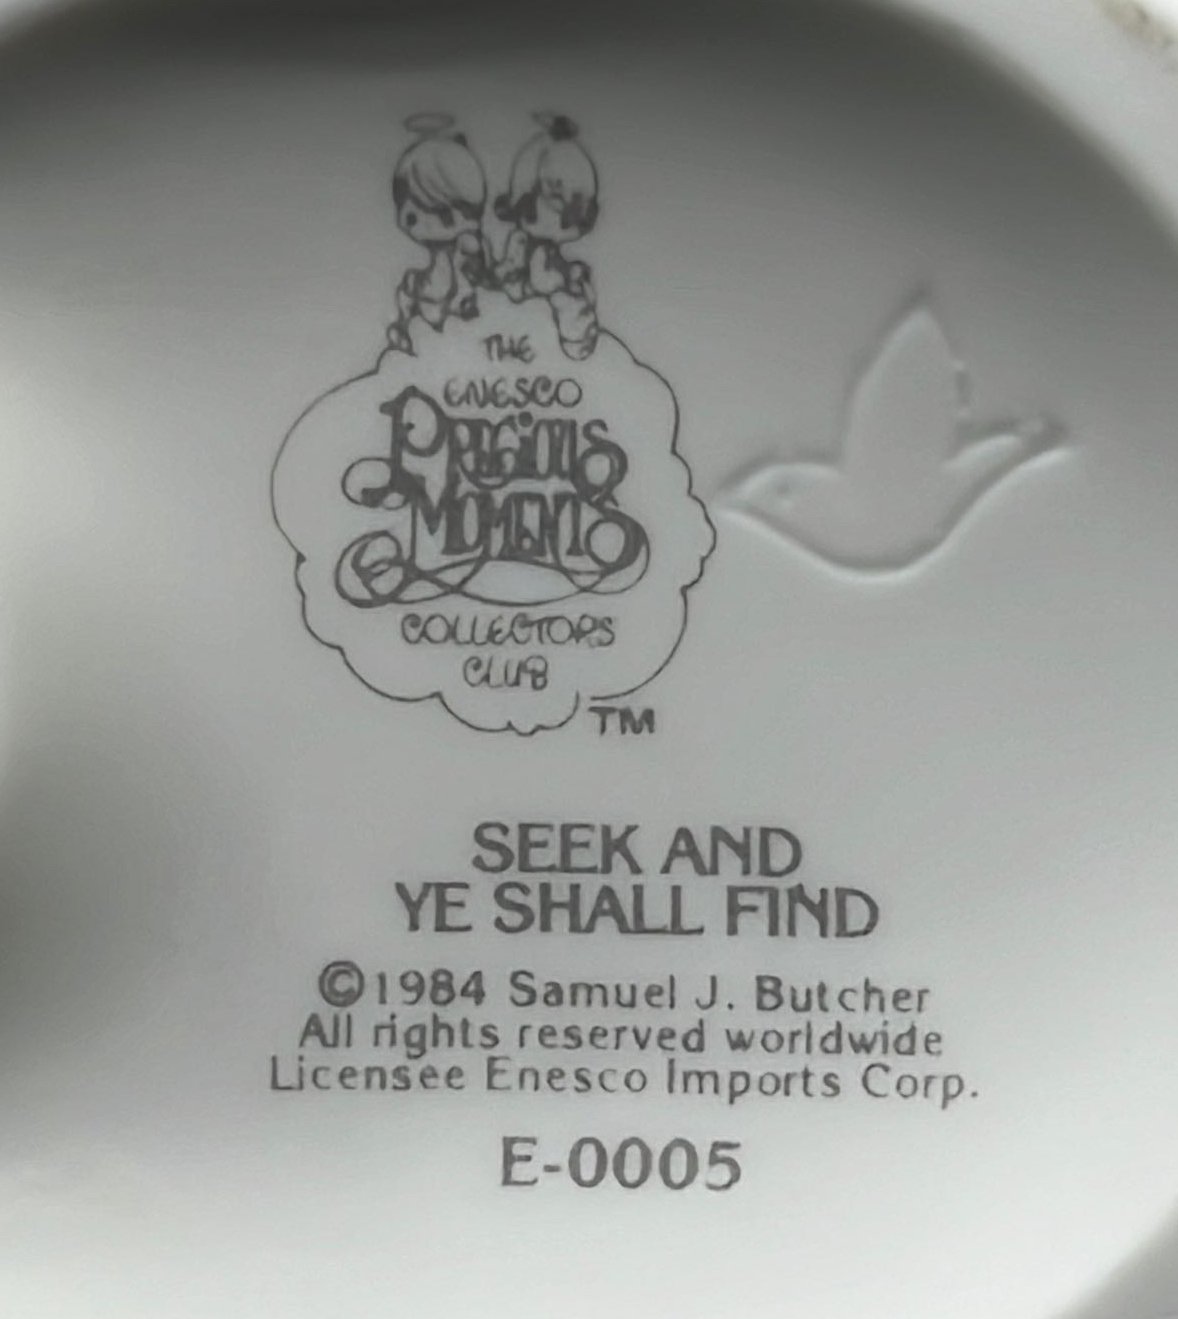 THE
ENESCO
PRECIOUS
MOMENTS
COLLECTORS
CLUB
TM
SEEK AND
YE SHALL FIND
©1984 Samuel J. Butcher
All rights reserved worldwide
Licensee Enesco Imports Corp.
E-0005